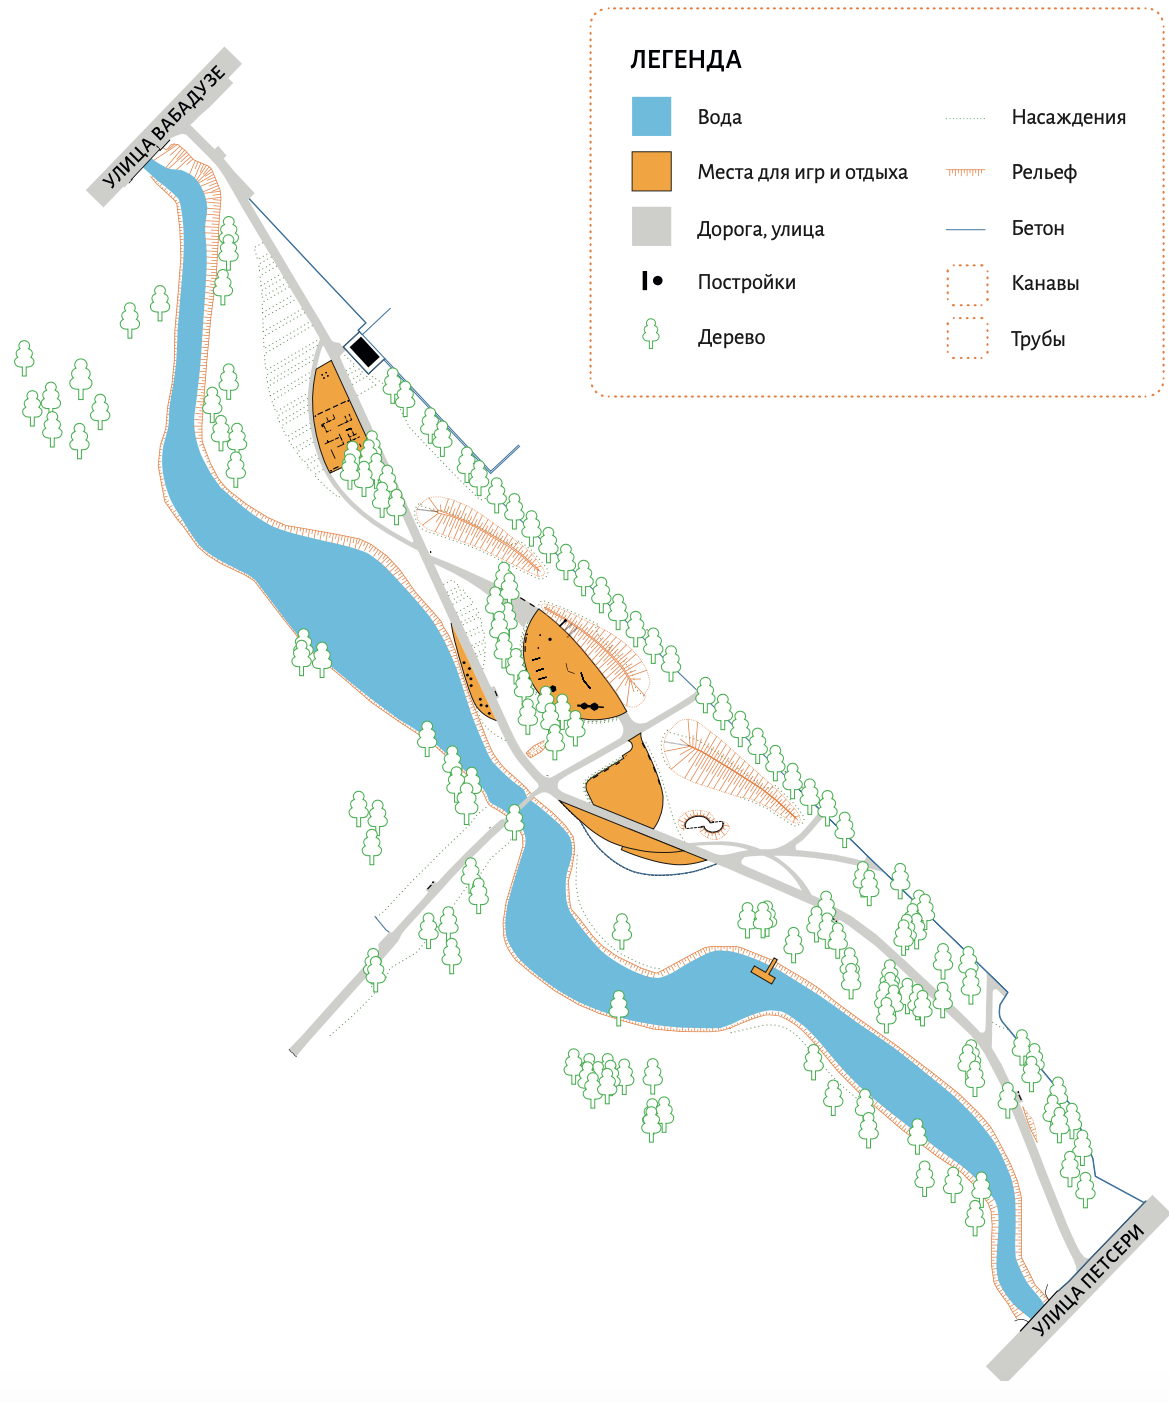 ЛЕГЕНДА
Вода
Места для игр и отдыха
Дорога, улица
Постройки
Дерево
Насаждения
Рельеф
Бетон
Канавы
Трубы
УЛИЦА ВАБАДУЗЕ
УЛИЦА ПЕТСЕРИ